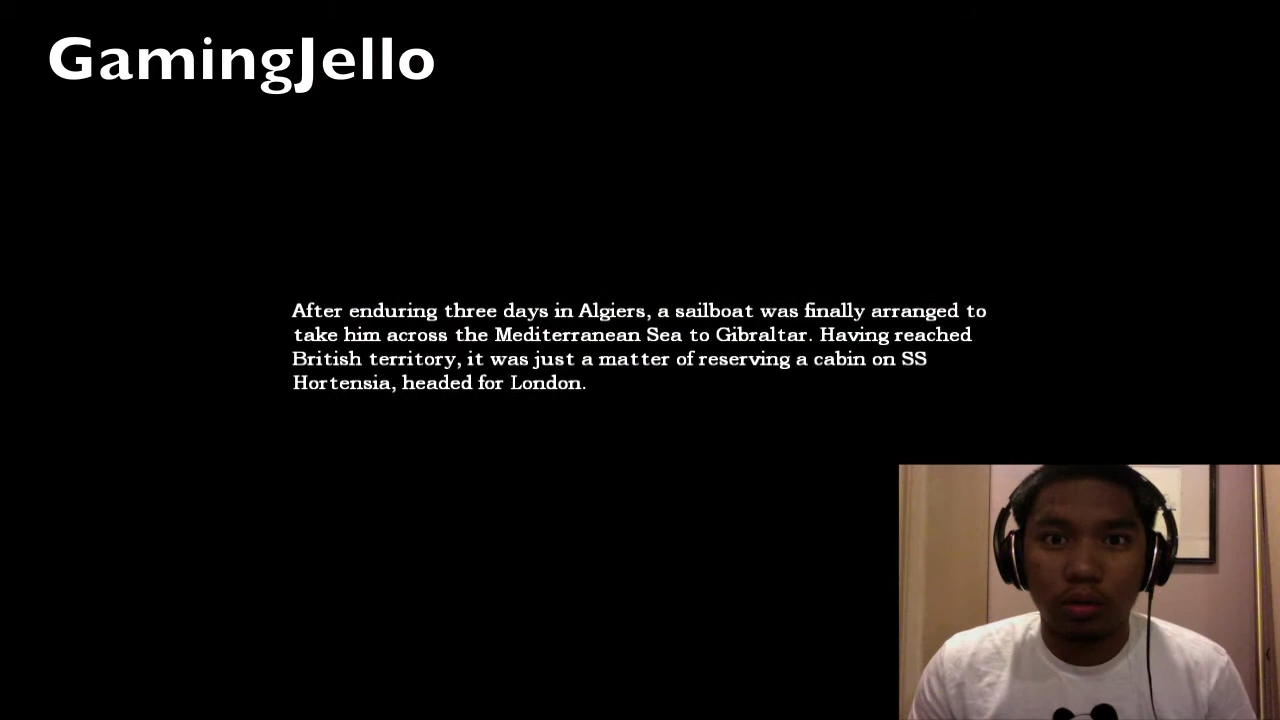 GamingJello
After enduring three days in Algiers, a sailboat was finally arranged to
take him across the Mediterranean Sea to Gibraltar. Having reached
British territory, it was just a matter of reserving a cabin on SS
Hortensia, headed for London.